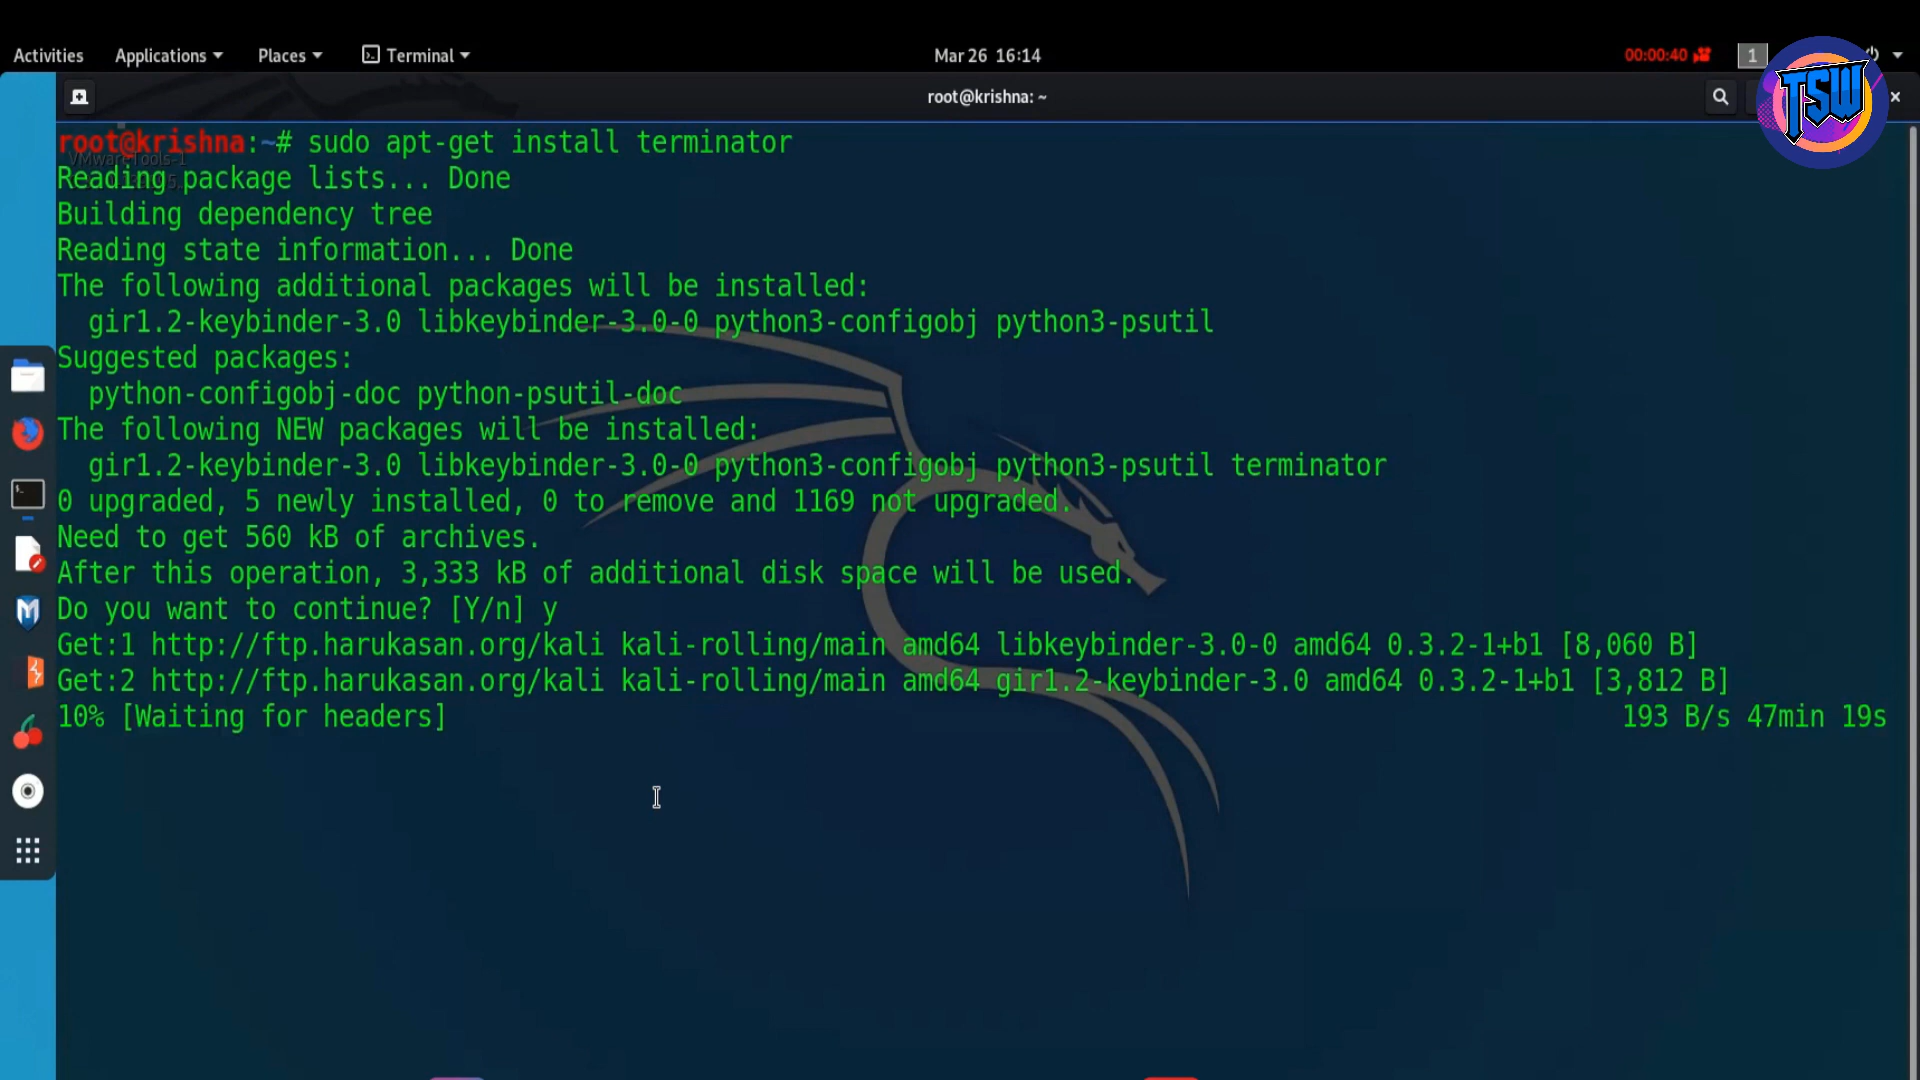 Activities Applications Places Terminal Mar 26 16:14 00:00:40 1
root@krishna: ~
TSW
root@krishna:~# sudo apt-get install terminator
VMwareTools-1
Reading package lists... Done
Building dependency tree
Reading state information... Done
The following additional packages will be installed:
gir1.2-keybinder-3.0 libkeybinder-3.0-0 python3-configobj python3-psutil
Suggested packages:
python-configobj-doc python-psutil-doc
The following NEW packages will be installed:
gir1.2-keybinder-3.0 libkeybinder-3.0-0 python3-configobj python3-psutil terminator
0 upgraded, 5 newly installed, 0 to remove and 1169 not upgraded.
Need to get 560 kB of archives.
After this operation, 3,333 kB of additional disk space will be used.
Do you want to continue? [Y/n] y
Get:1 http://ftp.harukasan.org/kali kali-rolling/main amd64 libkeybinder-3.0-0 amd64 0.3.2-1+b1 [8,060 B]
Get:2 http://ftp.harukasan.org/kali kali-rolling/main amd64 gir1.2-keybinder-3.0 amd64 0.3.2-1+b1 [3,812 B]
10% [Waiting for headers] 193 B/s 47min 19s